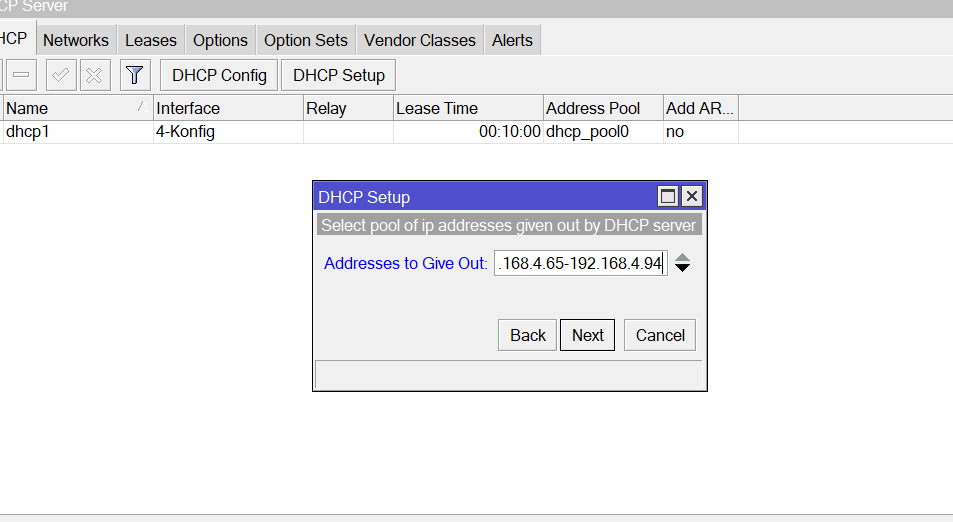 CP Server
HCP Networks Leases Options Option Sets Vendor Classes Alerts
DHCP Config DHCP Setup
Name Interface Relay Lease Time Address Pool Add AR...
dhcp1 4-Konfig 00:10:00 dhcp_pool0 no
DHCP Setup
Select pool of ip addresses given out by DHCP server
Addresses to Give Out: .168.4.65-192.168.4.94
Back Next Cancel